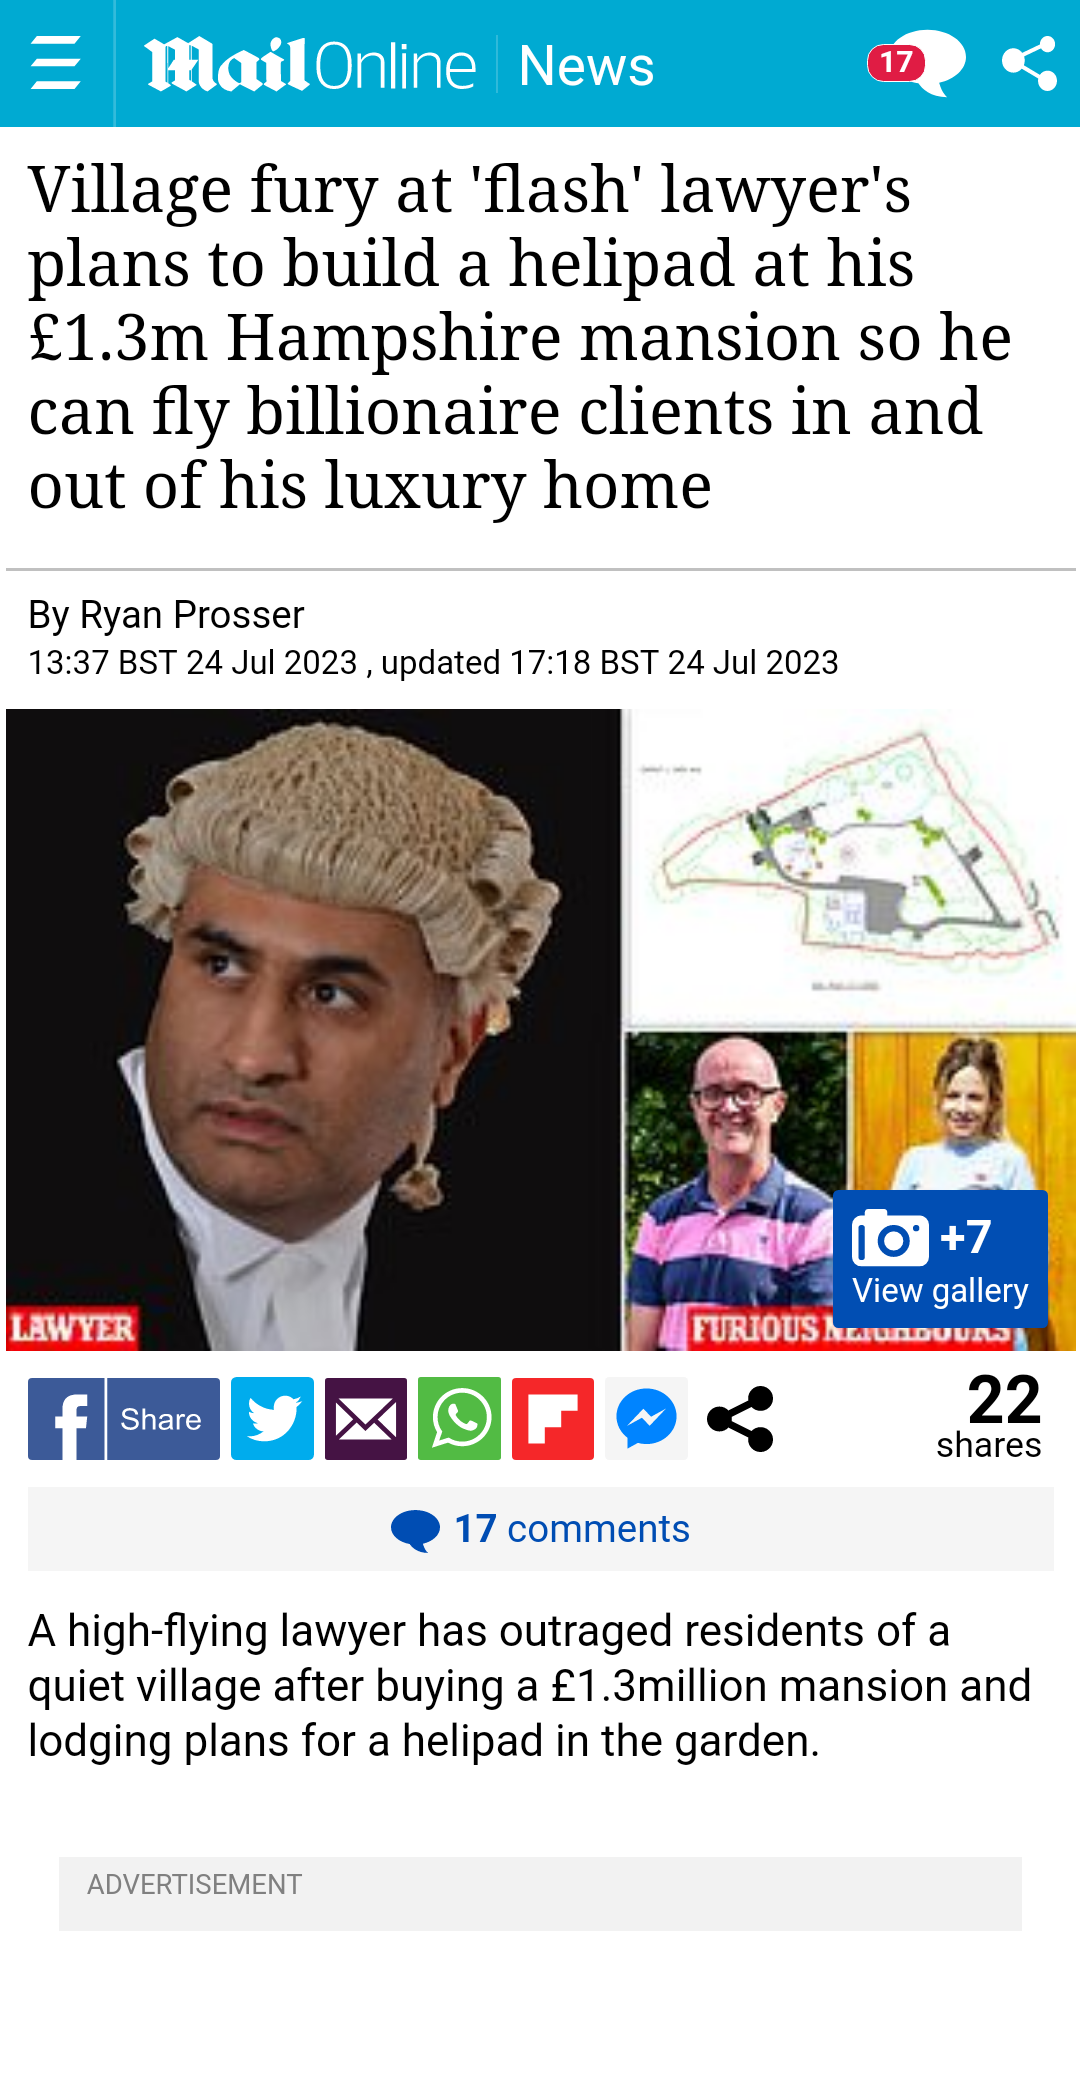 Mail Online News 17
Village fury at 'flash' lawyer's
plans to build a helipad at his
£1.3m Hampshire mansion so he
can fly billionaire clients in and
out of his luxury home
By Ryan Prosser
13:37 BST 24 Jul 2023 , updated 17:18 BST 24 Jul 2023
+7
View gallery
LAWYER
FURIOUS NEIGHBOURS
Share
22
shares
17 comments
A high-flying lawyer has outraged residents of a
quiet village after buying a £1.3million mansion and
lodging plans for a helipad in the garden.
ADVERTISEMENT